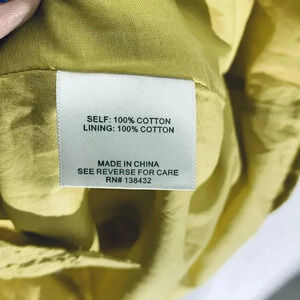 SELF: 100% COTTON
LINING: 100% COTTON
MADE IN CHINA
SEE REVERSE FOR CARE
RN# 138432